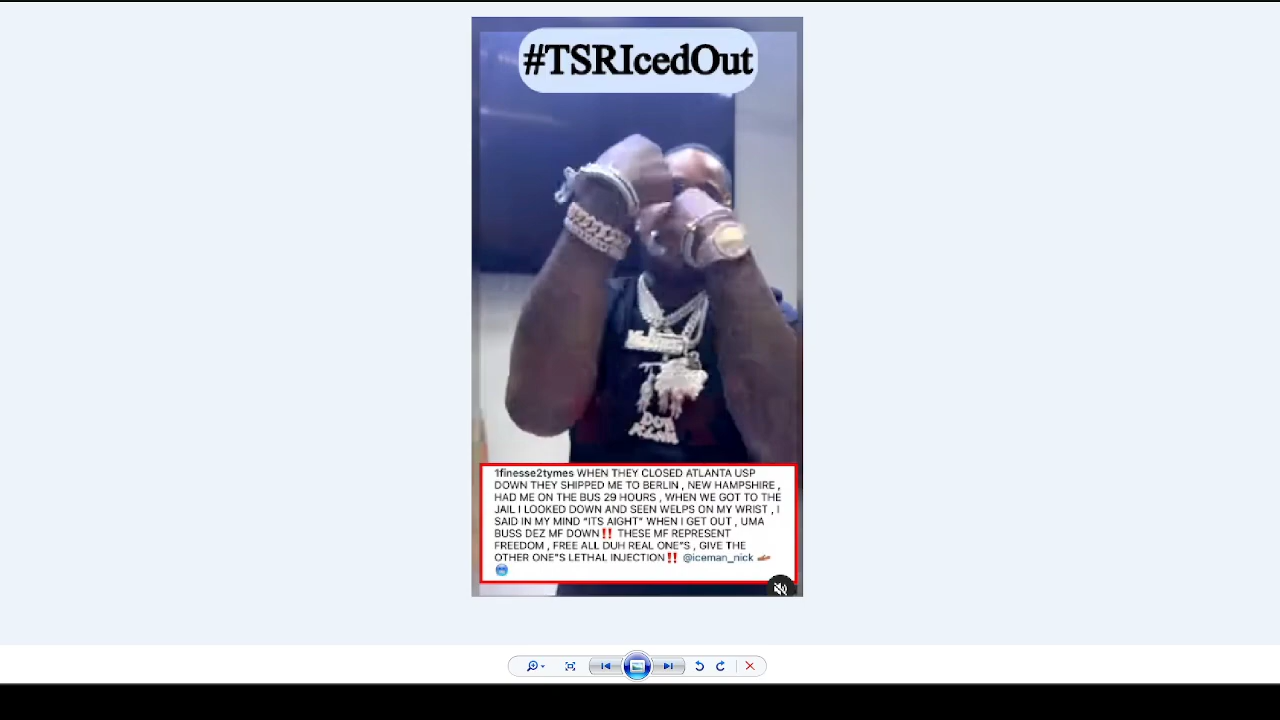 #TSRIcedOut
1finesse2tymes WHEN THEY CLOSED ATLANTA USP
DOWN THEY SHIPPED ME TO BERLIN , NEW HAMPSHIRE ,
HAD ME ON THE BUS 29 HOURS , WHEN WE GOT TO THE
JAIL I LOOKED DOWN AND SEEN WELPS ON MY WRIST , I
SAID IN MY MIND “ITS AIGHT” WHEN I GET OUT , UMA
BUSS DEZ MF DOWN‼️ THESE MF REPRESENT
FREEDOM , FREE ALL DUH REAL ONE”S , GIVE THE
OTHER ONE”S LETHAL INJECTION‼️ @iceman_nick